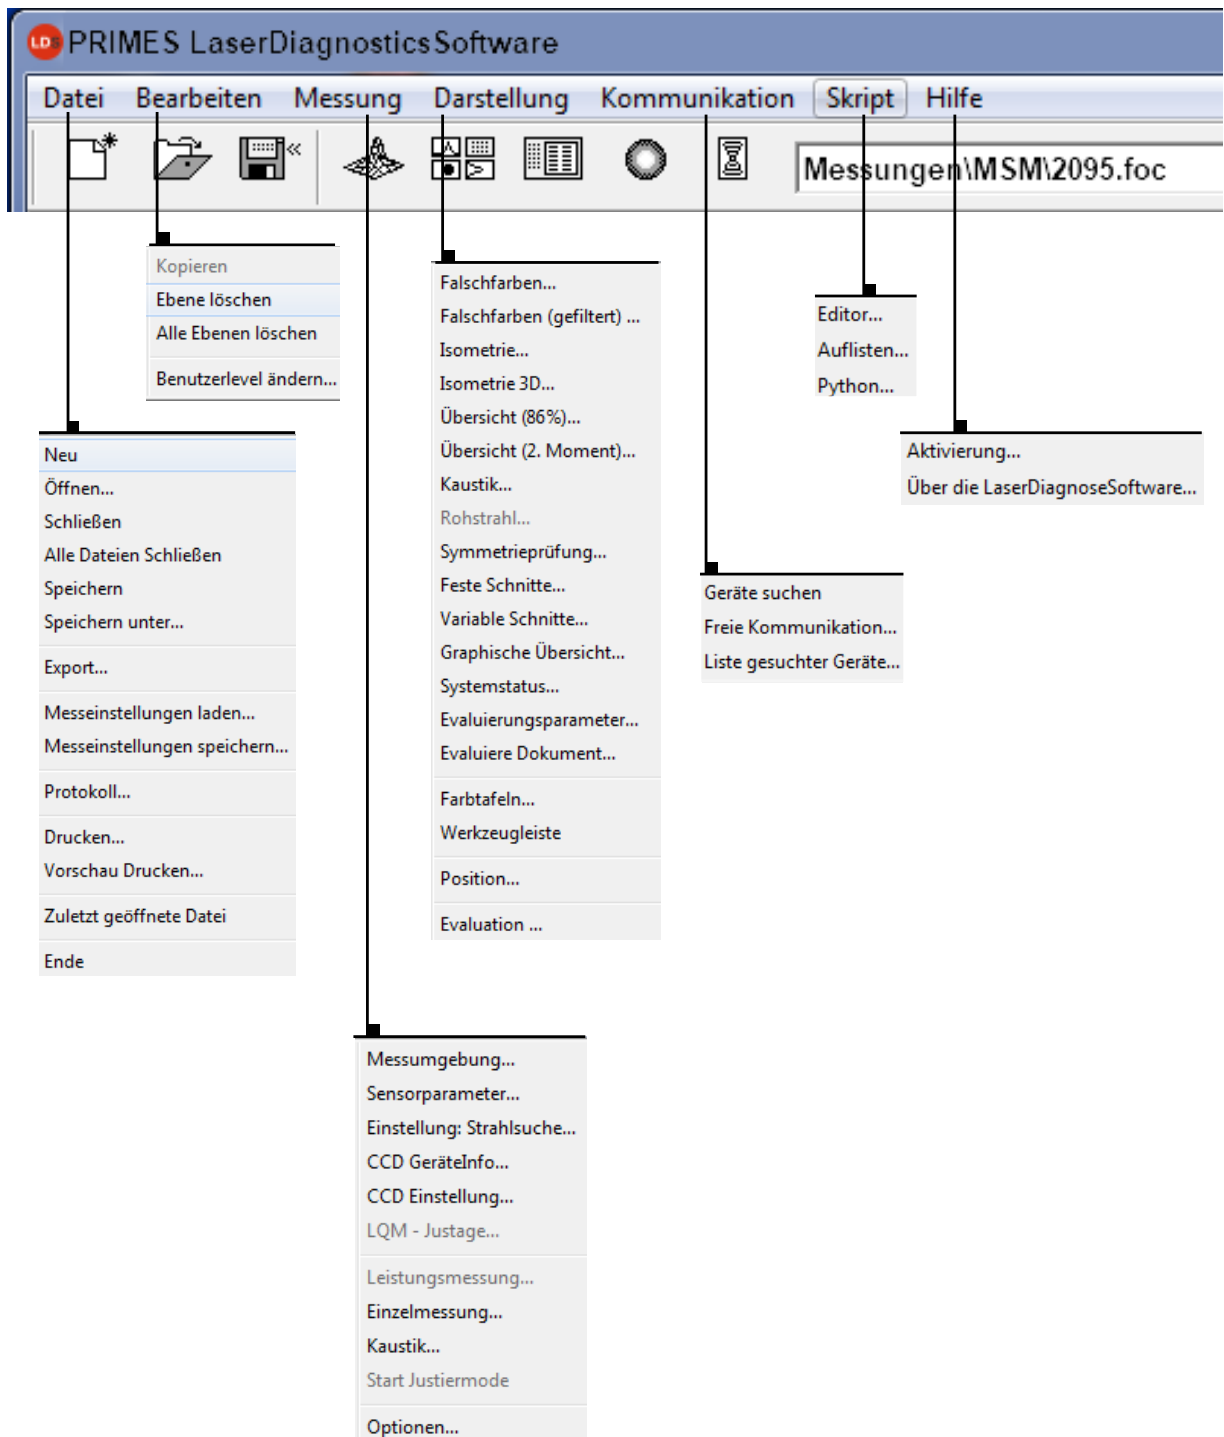 LDS PRIMES LaserDiagnosticsSoftware
Datei Bearbeiten Messung Darstellung Kommunikation Skript Hilfe
Messungen\MSM\2095.foc
Kopieren
Ebene löschen
Alle Ebenen löschen
Benutzerlevel ändern...
Neu
Öffnen...
Schließen
Alle Dateien Schließen
Speichern
Speichern unter...
Export...
Messeinstellungen laden...
Messeinstellungen speichern...
Protokoll...
Drucken...
Vorschau Drucken...
Zuletzt geöffnete Datei
Ende
Falschfarben...
Falschfarben (gefiltert) ...
Isometrie...
Isometrie 3D...
Übersicht (86%)...
Übersicht (2. Moment)...
Kaustik...
Rohstrahl...
Symmetrieprüfung...
Feste Schnitte...
Variable Schnitte...
Graphische Übersicht...
Systemstatus...
Evaluierungsparameter...
Evaluiere Dokument...
Farbtafeln...
Werkzeugleiste
Position...
Evaluation ...
Editor...
Auflisten...
Python...
Aktivierung...
Über die LaserDiagnoseSoftware...
Geräte suchen
Freie Kommunikation...
Liste gesuchter Geräte...
Messumgebung...
Sensorparameter...
Einstellung: Strahlsuche...
CCD GeräteInfo...
CCD Einstellung...
LQM - Justage...
Leistungsmessung...
Einzelmessung...
Kaustik...
Start Justiermode
Optionen...